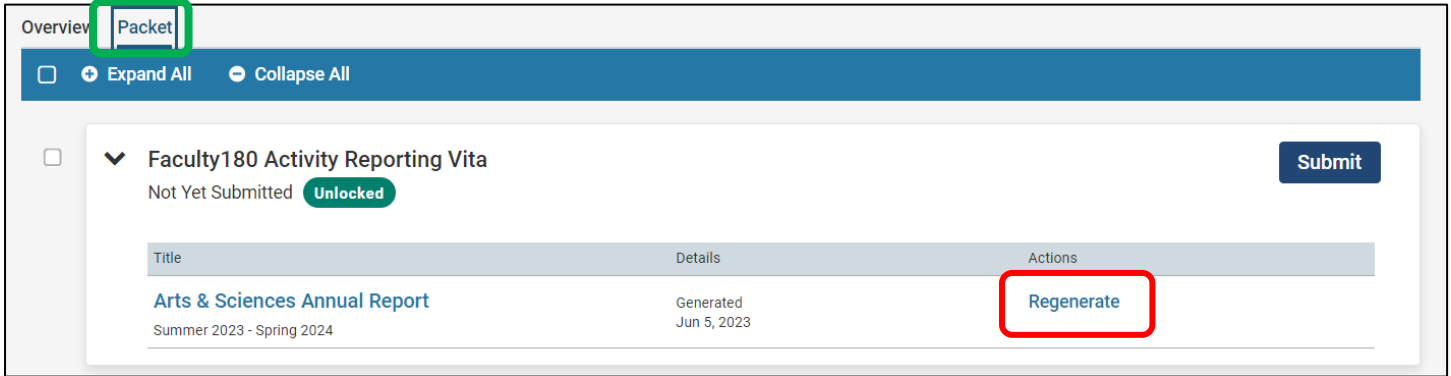 Overview Packet
Expand All Collapse All
Faculty180 Activity Reporting Vita
Submit
Not Yet Submitted Unlocked
Title Details Actions
Arts & Sciences Annual Report Generated Regenerate
Summer 2023 - Spring 2024 Jun 5, 2023